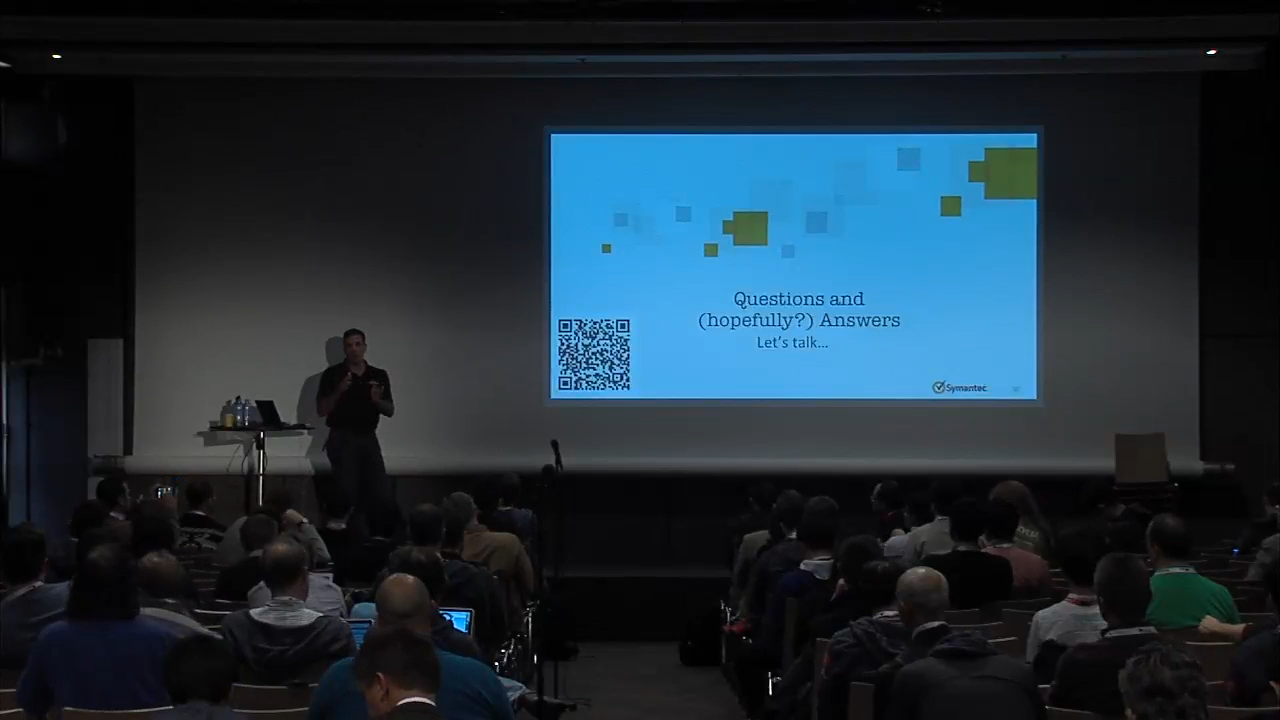 Questions and
(hopefully?) Answers
Let's talk...
Symantec.